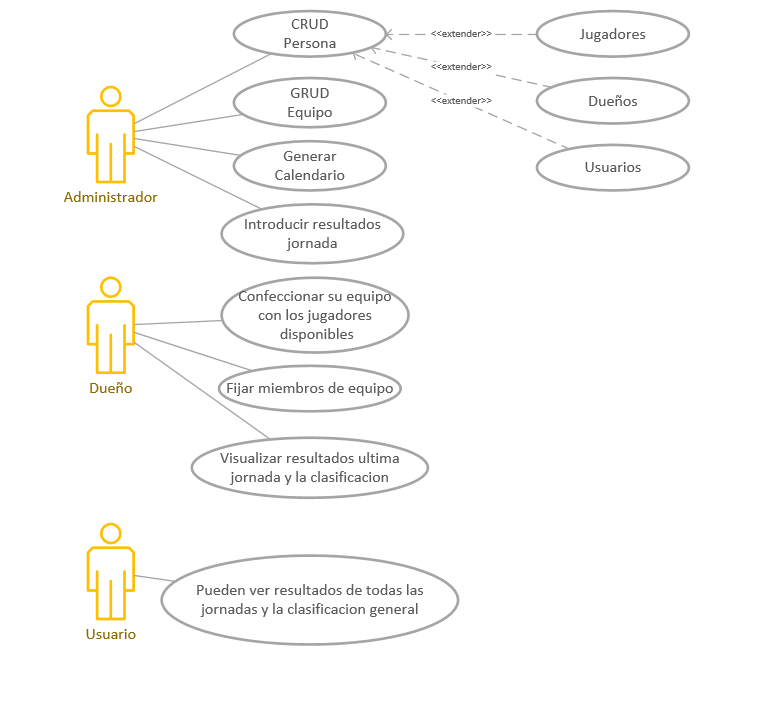 CRUD
Persona
<<extender>>
Jugadores
<<extender>>
GRUD
Equipo
<<extender>>
Dueños
Generar
Calendario
Usuarios
Administrador
Introducir resultados
jornada
Confeccionar su equipo
con los jugadores
disponibles
Dueño
Fijar miembros de equipo
Visualizar resultados ultima
jornada y la clasificacion
Pueden ver resultados de todas las
jornadas y la clasificacion general
Usuario